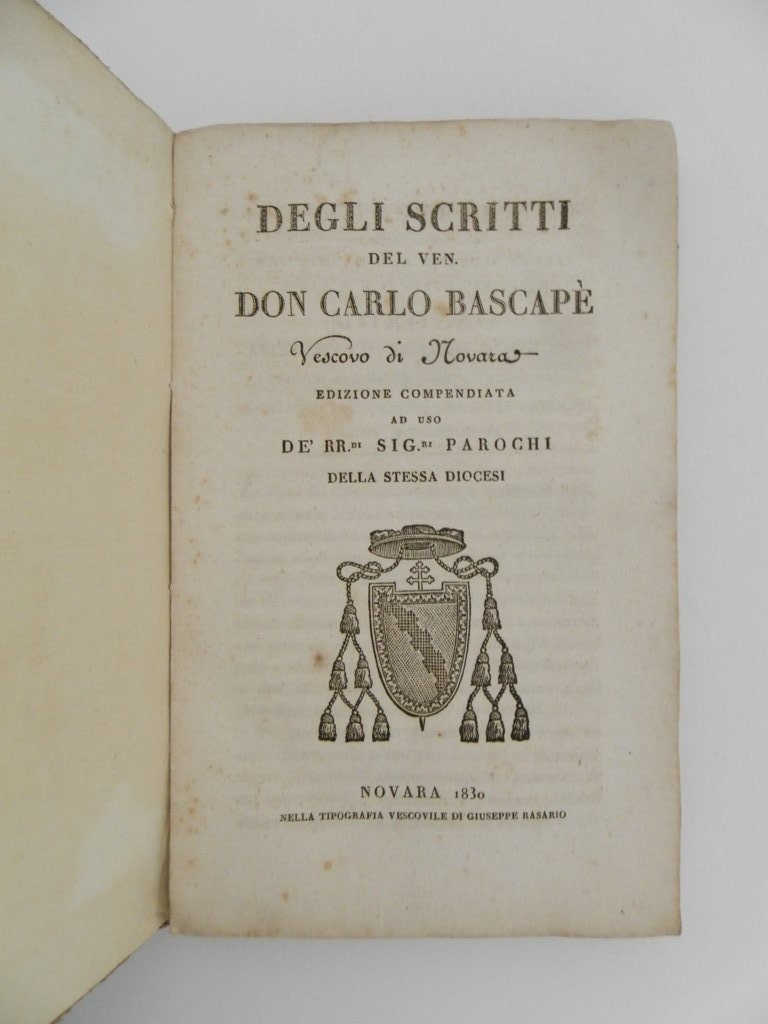 DEGLI SCRITTI
DEL VEN.
DON CARLO BASCAPÈ
Vescovo di Novara
EDIZIONE COMPENDIATA
AD USO
DE' RR.DI SIG.RI PAROCHI
DELLA STESSA DIOCESI
NOVARA 1830
NELLA TIPOGRAFIA VESCOVILE DI GIUSEPPE RASARIO